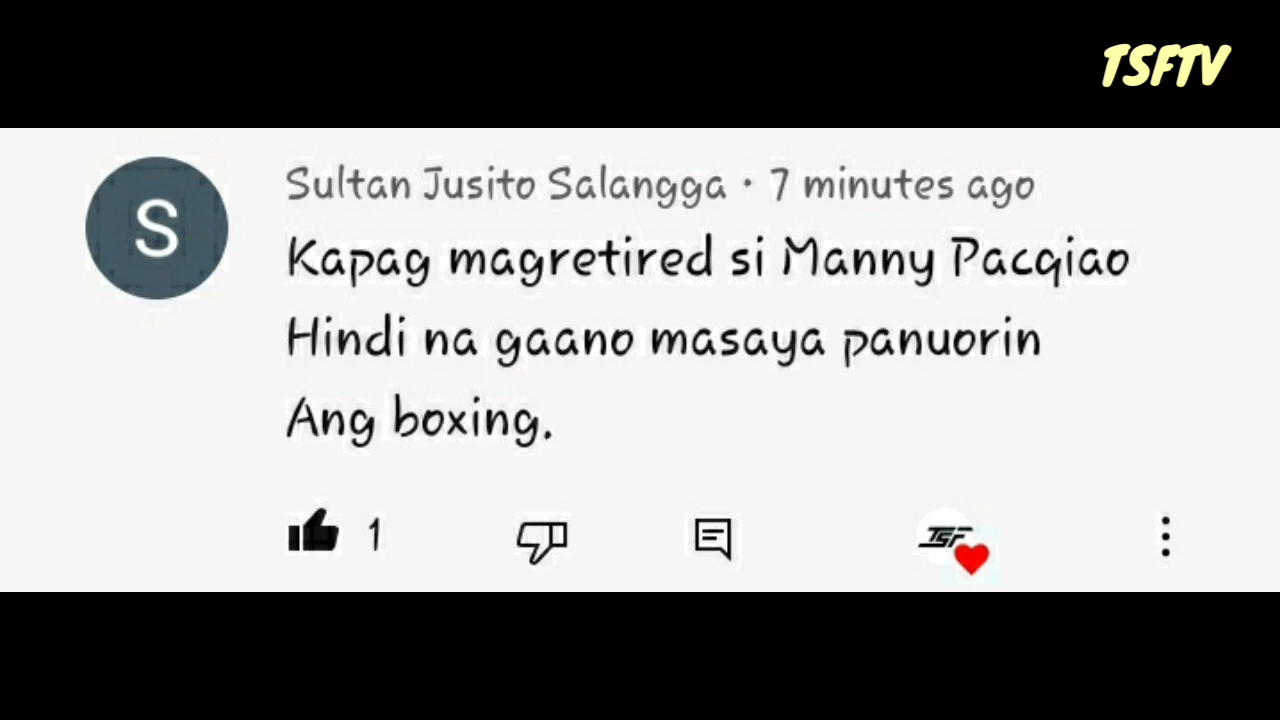 TSFTV
S
Sultan Jusito Salangga • 7 minutes ago
Kapag magretired si Manny Pacqiao
Hindi na gaano masaya panuorin
Ang boxing.
1
TSF